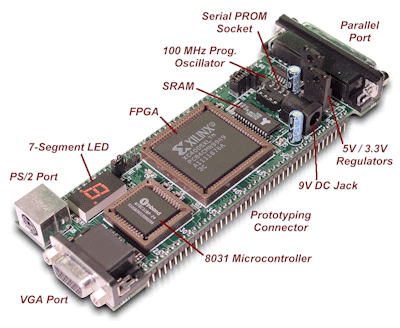 Serial PROM
Socket
Parallel
Port
100 MHz Prog.
Oscillator
SRAM
FPGA
7-Segment LED
XILINX
5V / 3.3V
Regulators
PS/2 Port
9V DC Jack
Prototyping
Connector
8031 Microcontroller
VGA Port